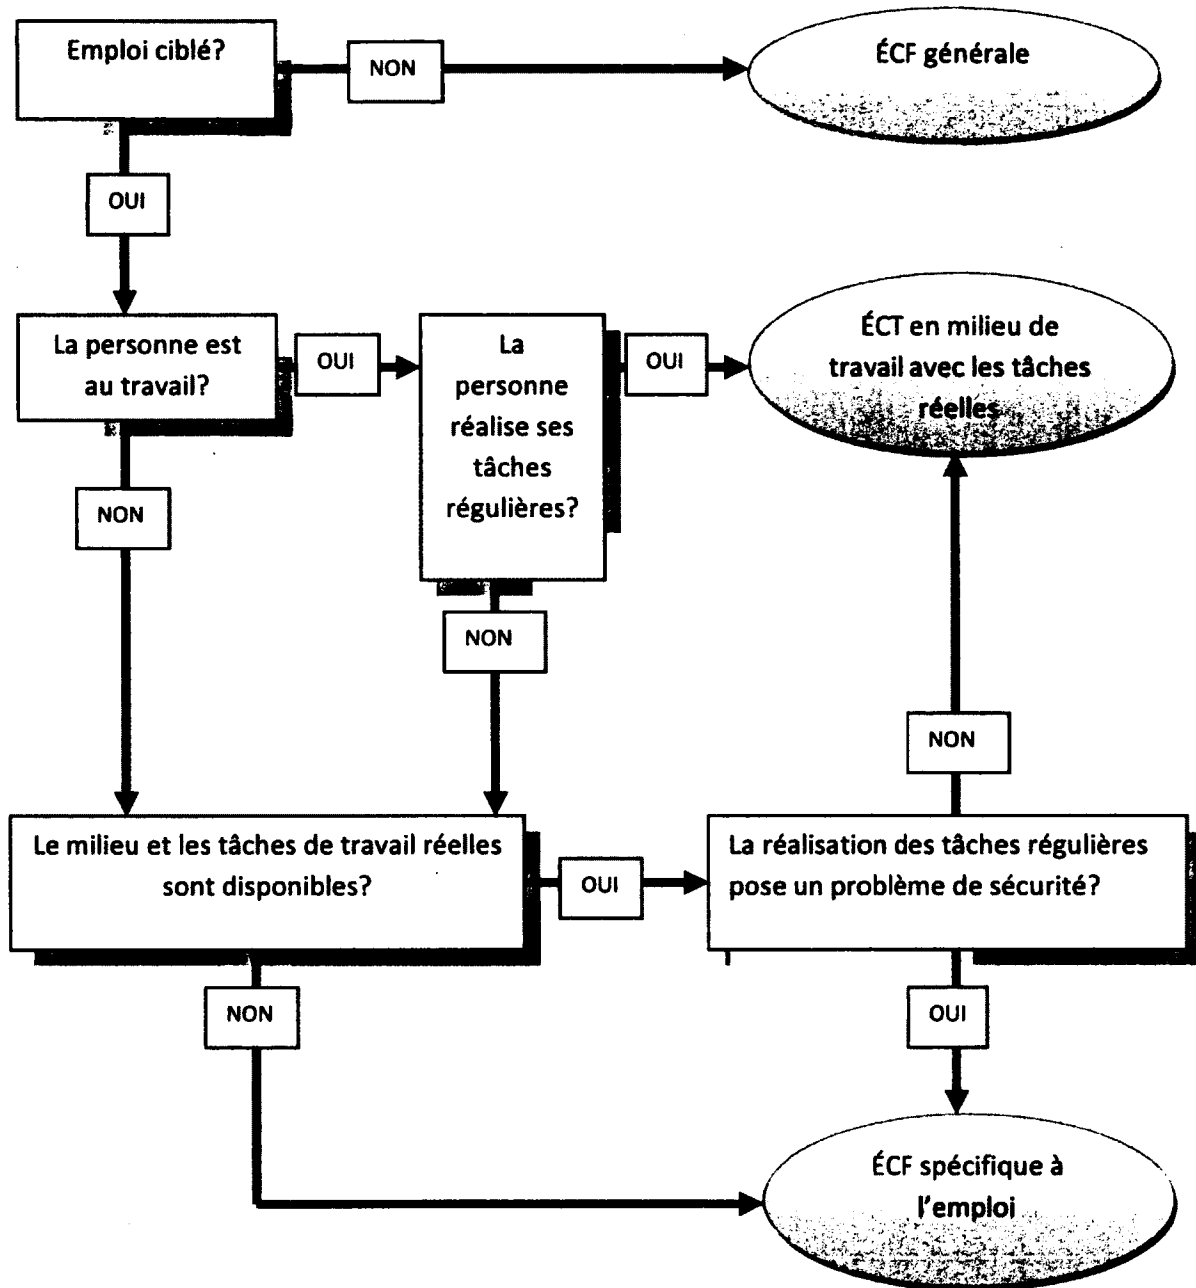 Emploi ciblé?
NON
ÉCF générale
OUI
La personne est
au travail?
OUI
La
personne
réalise ses
tâches
régulières?
OUI
ÉCT en milieu de
travail avec les tâches
réelles
NON
NON
NON
Le milieu et les tâches de travail réelles
sont disponibles?
OUI
La réalisation des tâches régulières
pose un problème de sécurité?
NON
OUI
ÉCF spécifique à
l'emploi